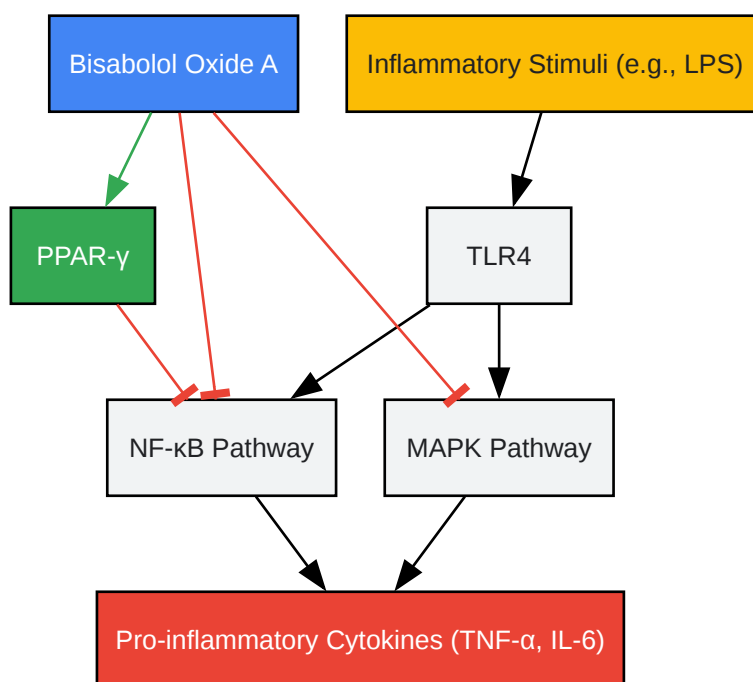 Bisabolol Oxide A
Inflammatory Stimuli (e.g., LPS)
PPAR-γ
TLR4
NF-κB Pathway
MAPK Pathway
Pro-inflammatory Cytokines (TNF-α, IL-6)